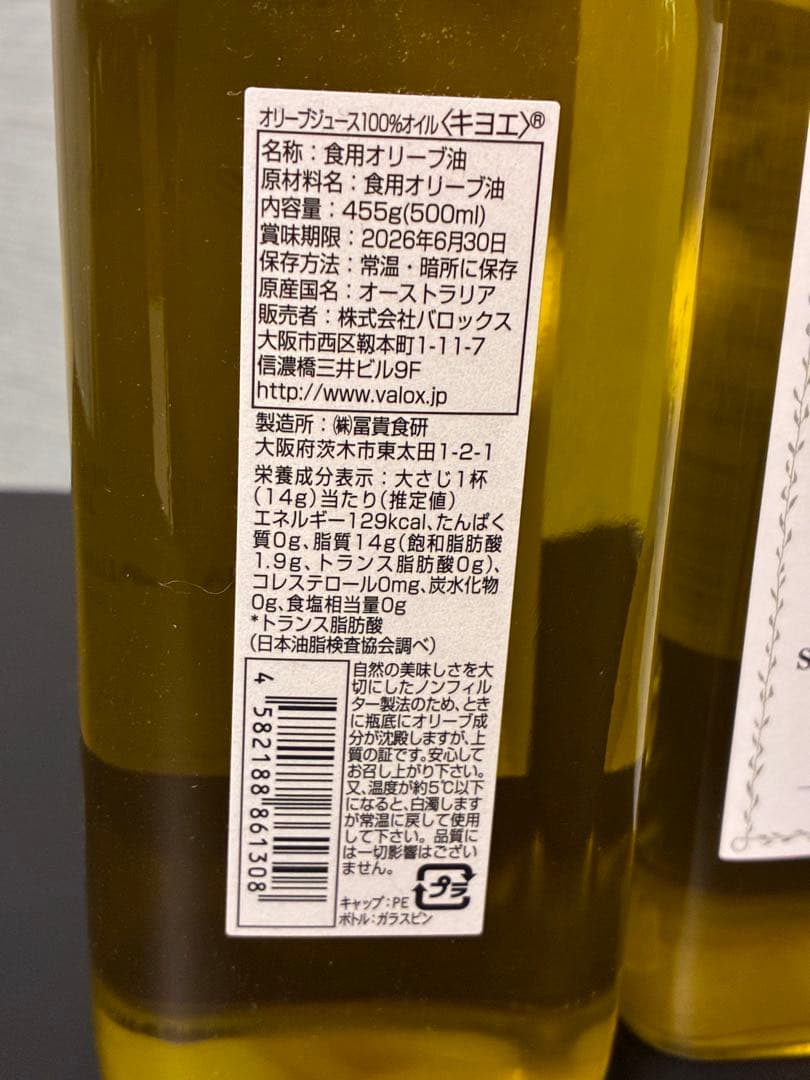 オリーブジュース100%オイル〈キヨエ〉®
名称：食用オリーブ油
原材料名：食用オリーブ油
内容量：455g(500ml)
賞味期限：2026年6月30日
保存方法：常温・暗所に保存
原産国名：オーストラリア
販売者：株式会社バロックス
大阪市西区靱本町1-11-7
信濃橋三井ビル9F
http://www.valox.jp
製造所：㈱冨貴食研
大阪府茨木市東太田1-2-1
栄養成分表示：大さじ1杯
(14g)当たり(推定値)
エネルギー129kcal、たんぱく
質0g、脂質14g(飽和脂肪酸
1.9g、トランス脂肪酸0g)、
コレステロール0mg、炭水化物
0g、食塩相当量0g
*トランス脂肪酸
(日本油脂検査協会調べ)
自然の美味しさを大
切にしたノンフィル
ター製法のため、とき
に瓶底にオリーブ成
分が沈殿しますが、上
質の証です。安心して
お召し上がり下さい。
又、温度が約5℃以下
になると、白濁します
が常温に戻して使用
して下さい。品質に
は一切影響はござい
ません。
キャップ：PE
ボトル：ガラスビン
プラ
4 582188 861308
S